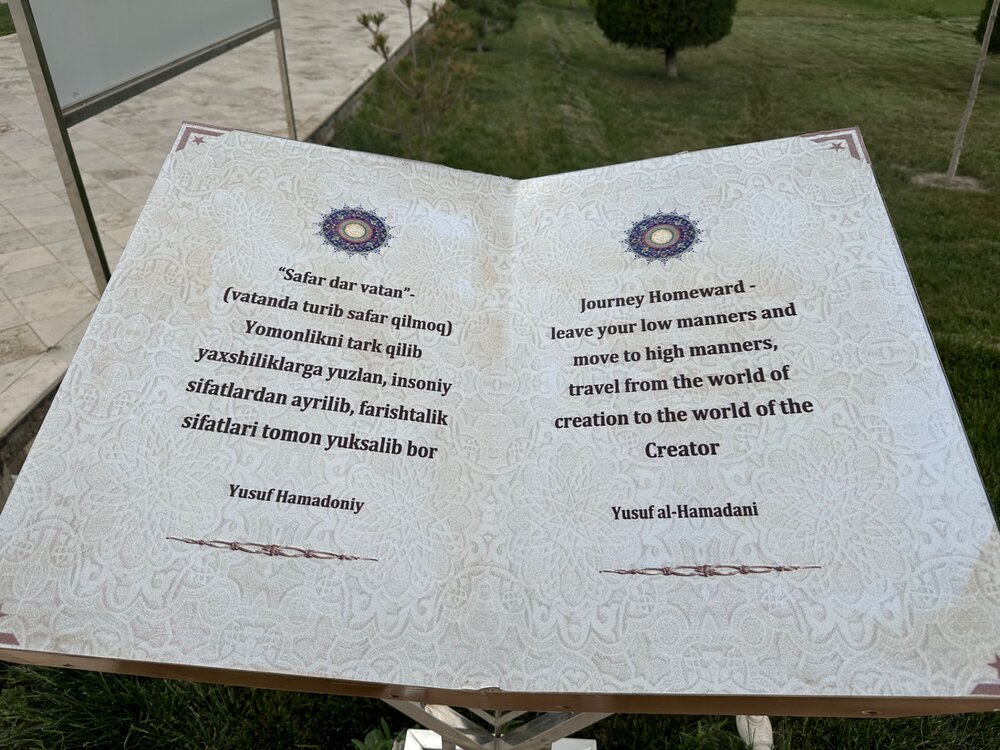 “Safar dar vatan”-
(vatanda turib safar qilmoq)
Yomonlikni tark qilib
yaxshiliklarga yuzlan, insoniy
sifatlardan ayrilib, farishtalik
sifatlari tomon yuksalib bor
Yusuf Hamadoniy
Journey Homeward -
leave your low manners and
move to high manners,
travel from the world of
creation to the world of the
Creator
Yusuf al-Hamadani